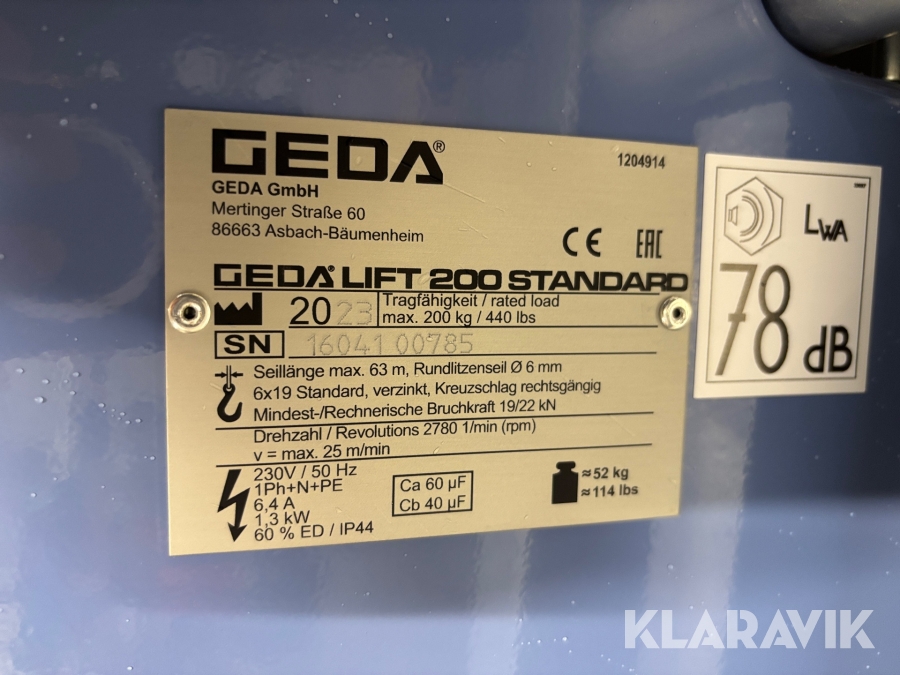 GEDA®
1204914
GEDA GmbH
Mertinger Straße 60
86663 Asbach-Bäumenheim
CE EAC
GEDA® LIFT 200 STANDARD
2023
Tragfähigkeit / rated load
max. 200 kg / 440 lbs
SN 16041 00785
Seillänge max. 63 m, Rundlitzenseil Ø 6 mm
6x19 Standard, verzinkt, Kreuzschlag rechtsgängig
Mindest-/Rechnerische Bruchkraft 19/22 kN
Drehzahl / Revolutions 2780 1/min (rpm)
v = max. 25 m/min
230V / 50 Hz
1Ph+N+PE
6,4 A
1,3 kW
60 % ED / IP44
Ca 60 µF
Cb 40 µF
≈52 kg
≈114 lbs
LWA
78 dB
KLARAVIK